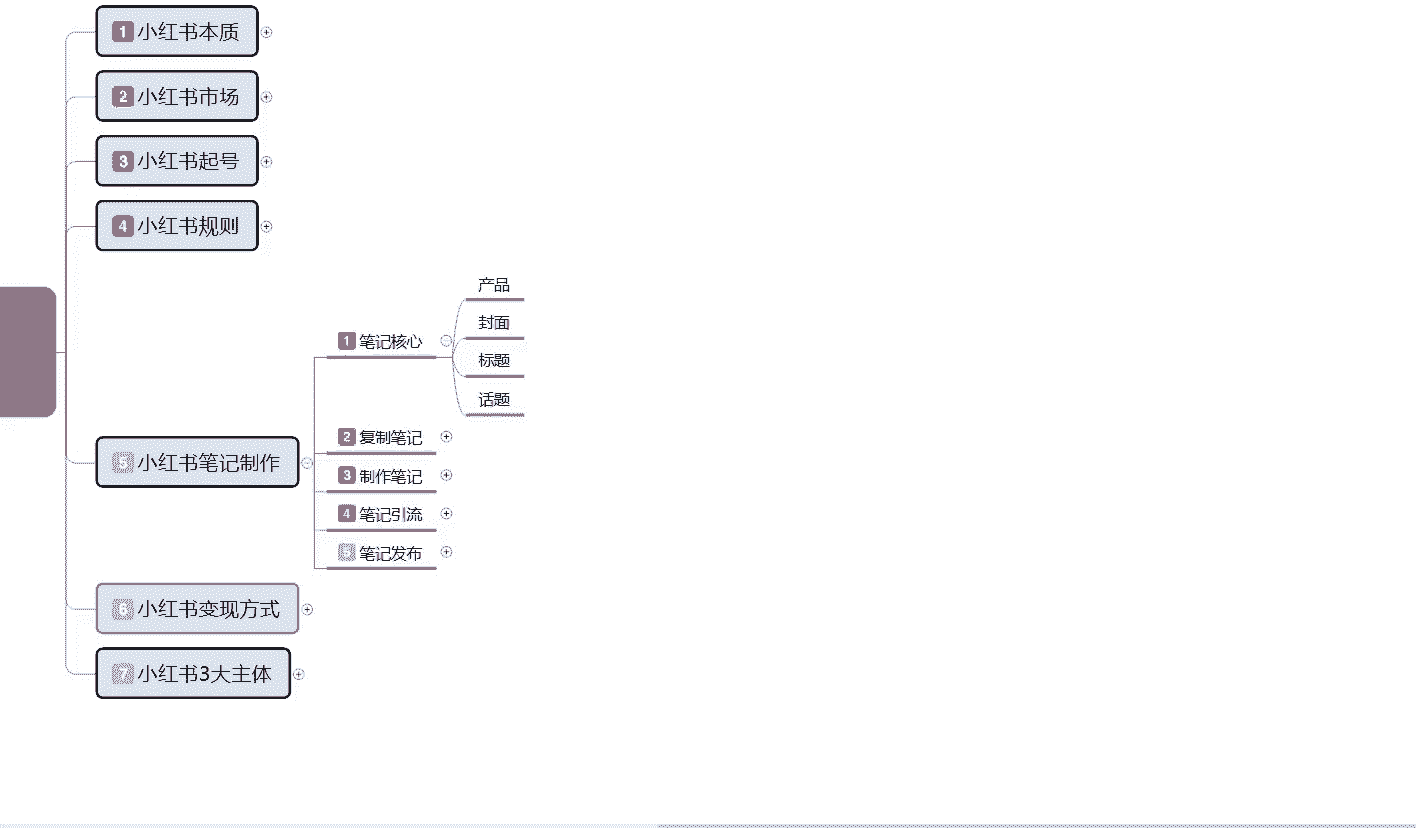 1 小红书本质
2 小红书市场
3 小红书起号
4 小红书规则
5 小红书笔记制作
1 笔记核心
产品
封面
标题
话题
2 复制笔记
3 制作笔记
4 笔记引流
5 笔记发布
6 小红书变现方式
7 小红书3大主体